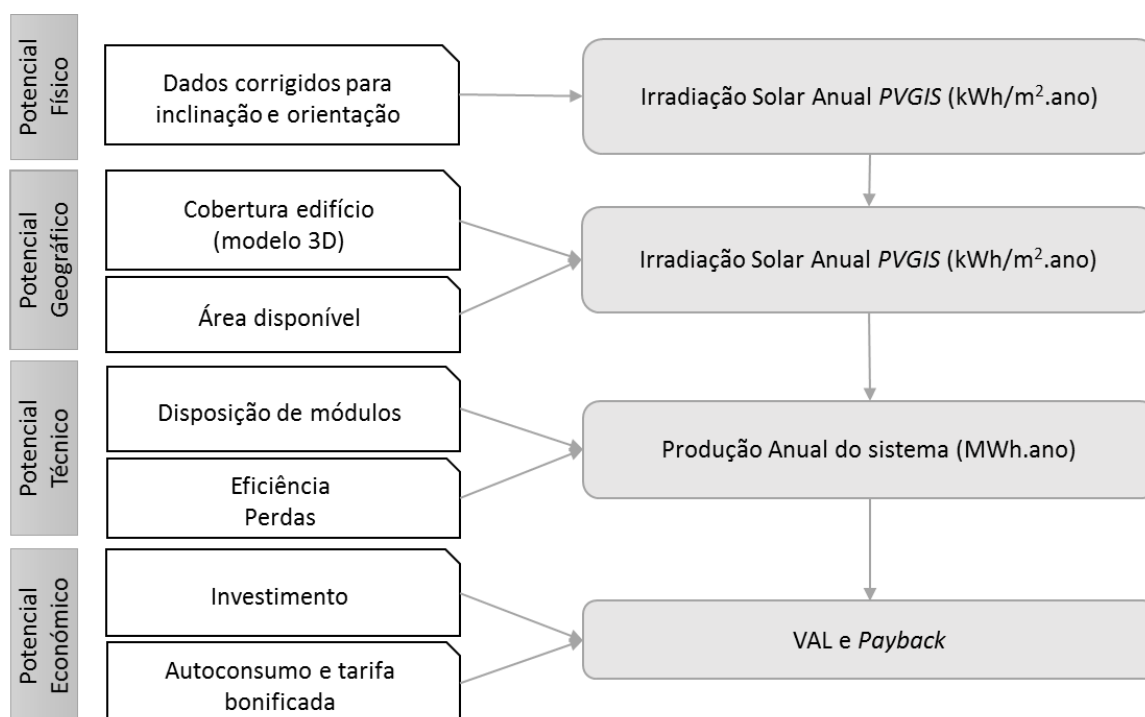 Potencial
Físico
Dados corrigidos para
inclinação e orientação
Irradiação Solar Anual PVGIS (kWh/m².ano)
Potencial
Geográfico
Cobertura edifício
(modelo 3D)
Área disponível
Irradiação Solar Anual PVGIS (kWh/m².ano)
Potencial
Técnico
Disposição de módulos
Eficiência
Perdas
Produção Anual do sistema (MWh.ano)
Potencial
Económico
Investimento
Autoconsumo e tarifa
bonificada
VAL e Payback